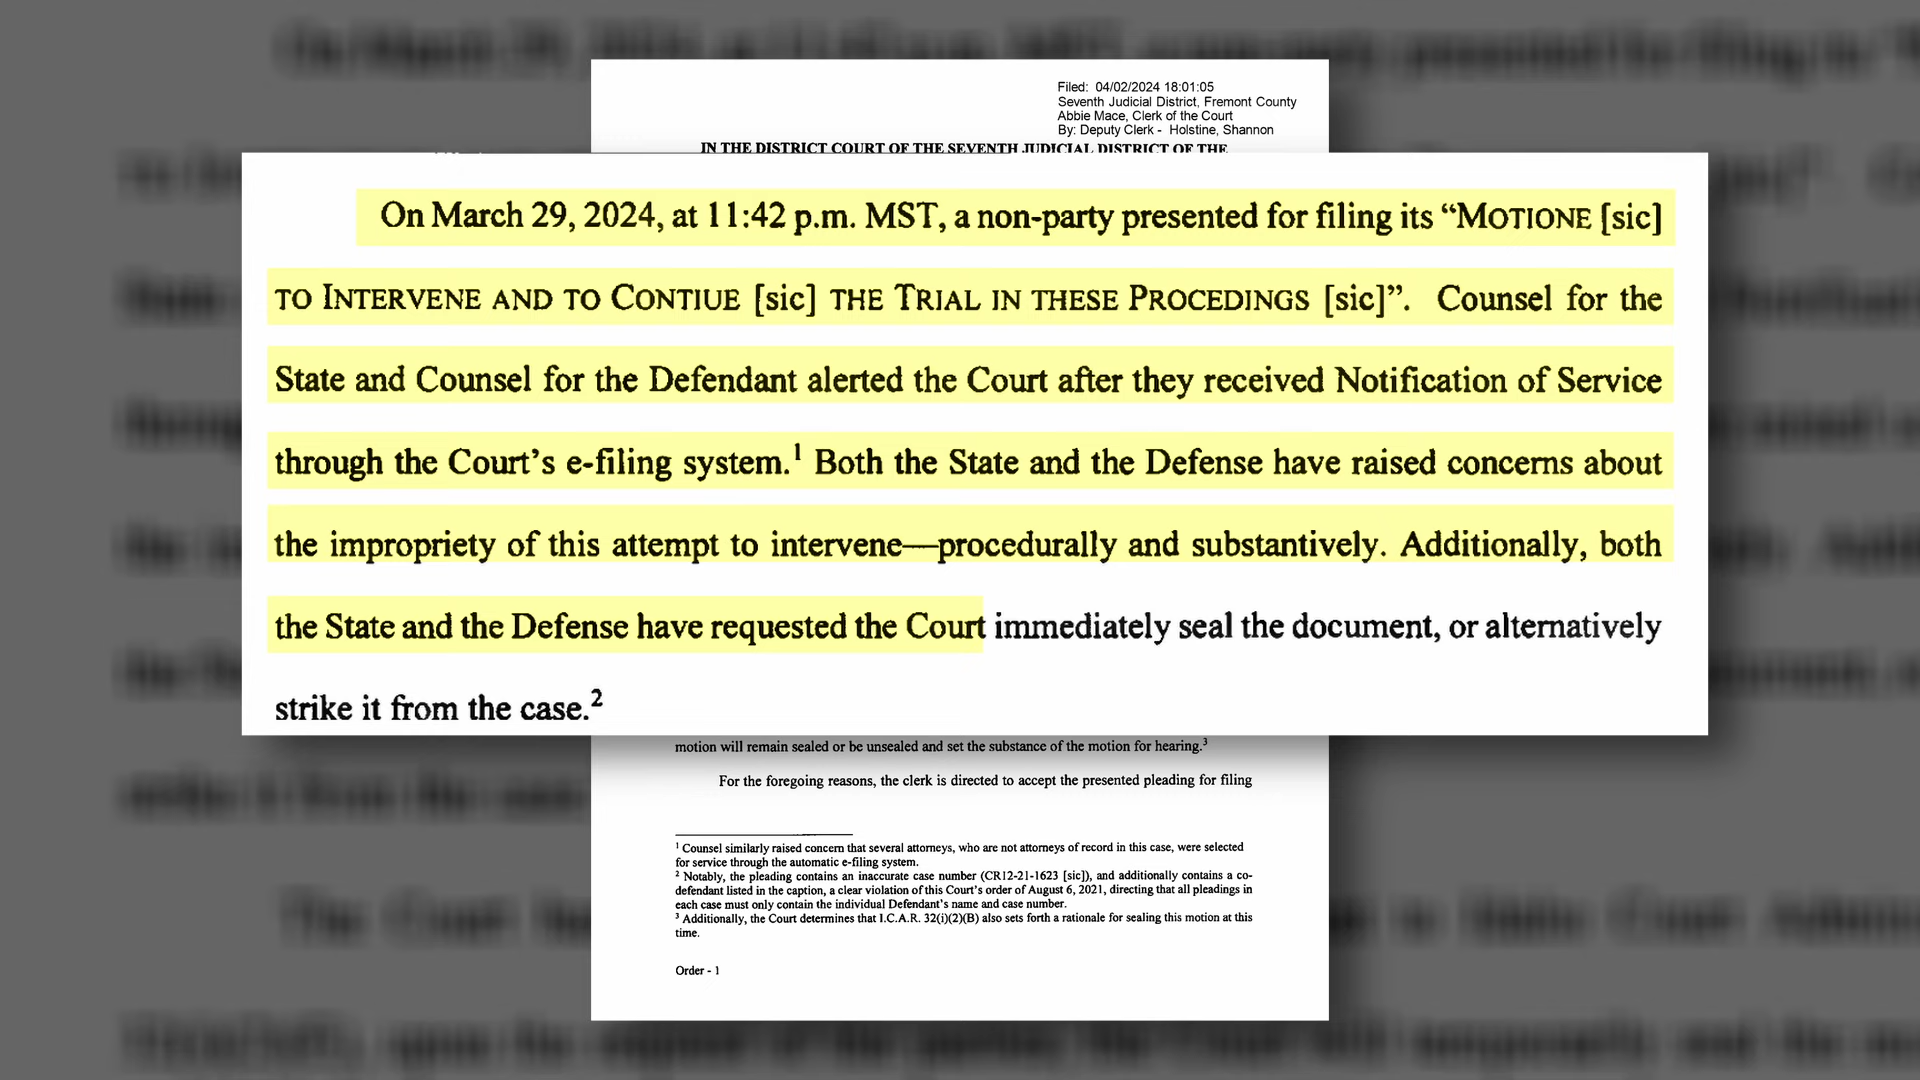 Filed: 04/02/2024 18:01:05
Seventh Judicial District, Fremont County
Abbie Mace, Clerk of the Court
By: Deputy Clerk - Holstine, Shannon
IN THE DISTRICT COURT OF THE SEVENTH JUDICIAL DISTRICT OF THE
On March 29, 2024, at 11:42 p.m. MST, a non-party presented for filing its “MOTIONE [sic]
TO INTERVENE AND TO CONTIUE [sic] THE TRIAL IN THESE PROCEDINGS [sic]”. Counsel for the
State and Counsel for the Defendant alerted the Court after they received Notification of Service
through the Court’s e-filing system.¹ Both the State and the Defense have raised concerns about
the impropriety of this attempt to intervene—procedurally and substantively. Additionally, both
the State and the Defense have requested the Court immediately seal the document, or alternatively
strike it from the case.²
motion will remain sealed or be unsealed and set the substance of the motion for hearing.³
For the foregoing reasons, the clerk is directed to accept the presented pleading for filing
¹ Counsel similarly raised concern that several attorneys, who are not attorneys of record in this case, were selected
for service through the automatic e-filing system.
² Notably, the pleading contains an inaccurate case number (CR12-21-1623 [sic]), and additionally contains a co-
defendant listed in the caption, a clear violation of this Court’s order of August 6, 2021, directing that all pleadings in
each case must only contain the individual Defendant’s name and case number.
³ Additionally, the Court determines that I.C.A.R. 32(i)(2)(B) also sets forth a rationale for sealing this motion at this
time.
Order - 1